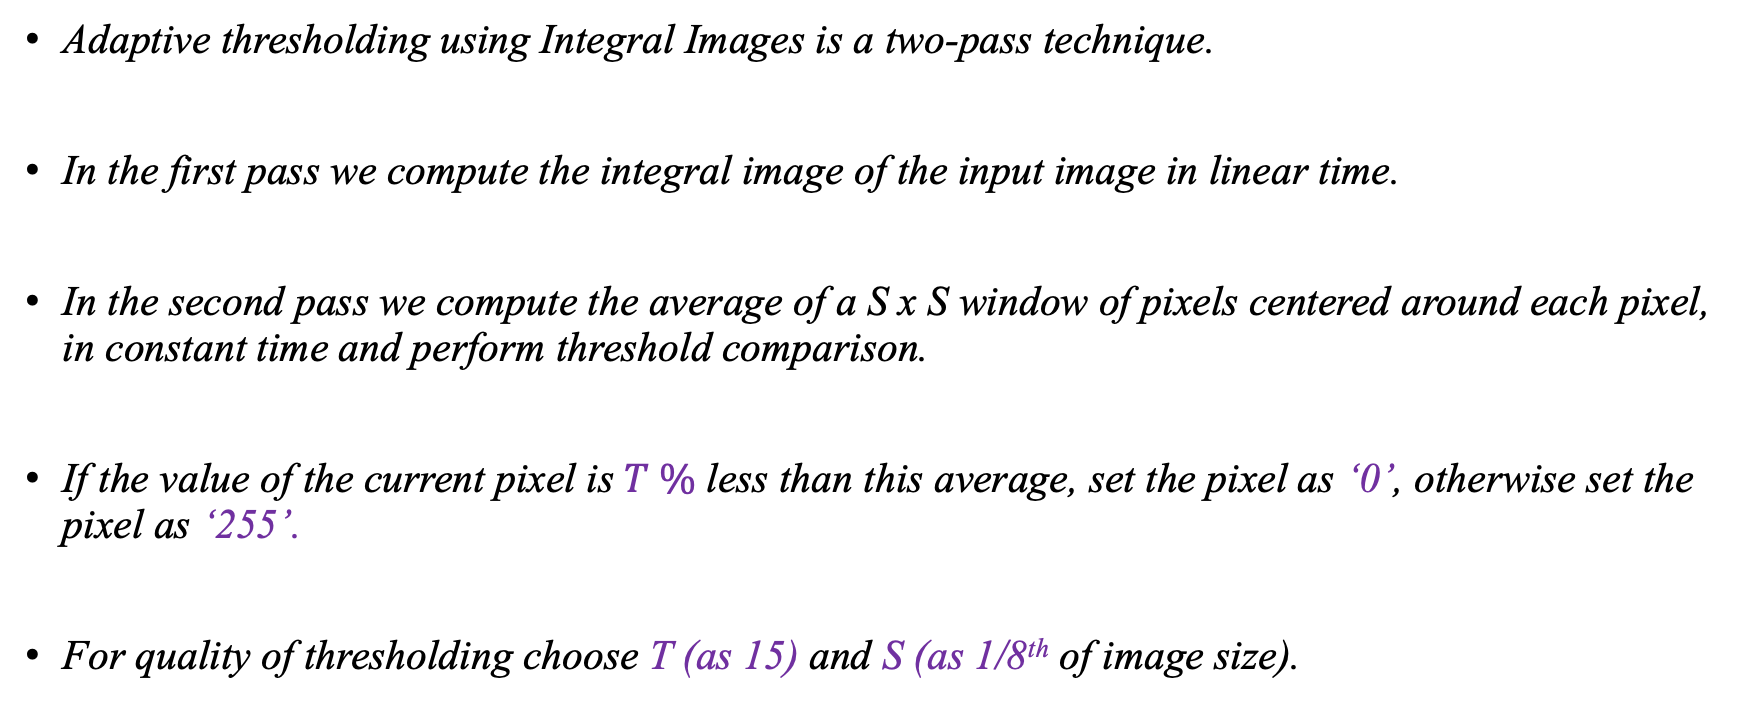 • Adaptive thresholding using Integral Images is a two-pass technique.
• In the first pass we compute the integral image of the input image in linear time.
• In the second pass we compute the average of a S x S window of pixels centered around each pixel,
in constant time and perform threshold comparison.
• If the value of the current pixel is T % less than this average, set the pixel as ‘0’, otherwise set the
pixel as ‘255’.
• For quality of thresholding choose T (as 15) and S (as 1/8th of image size).